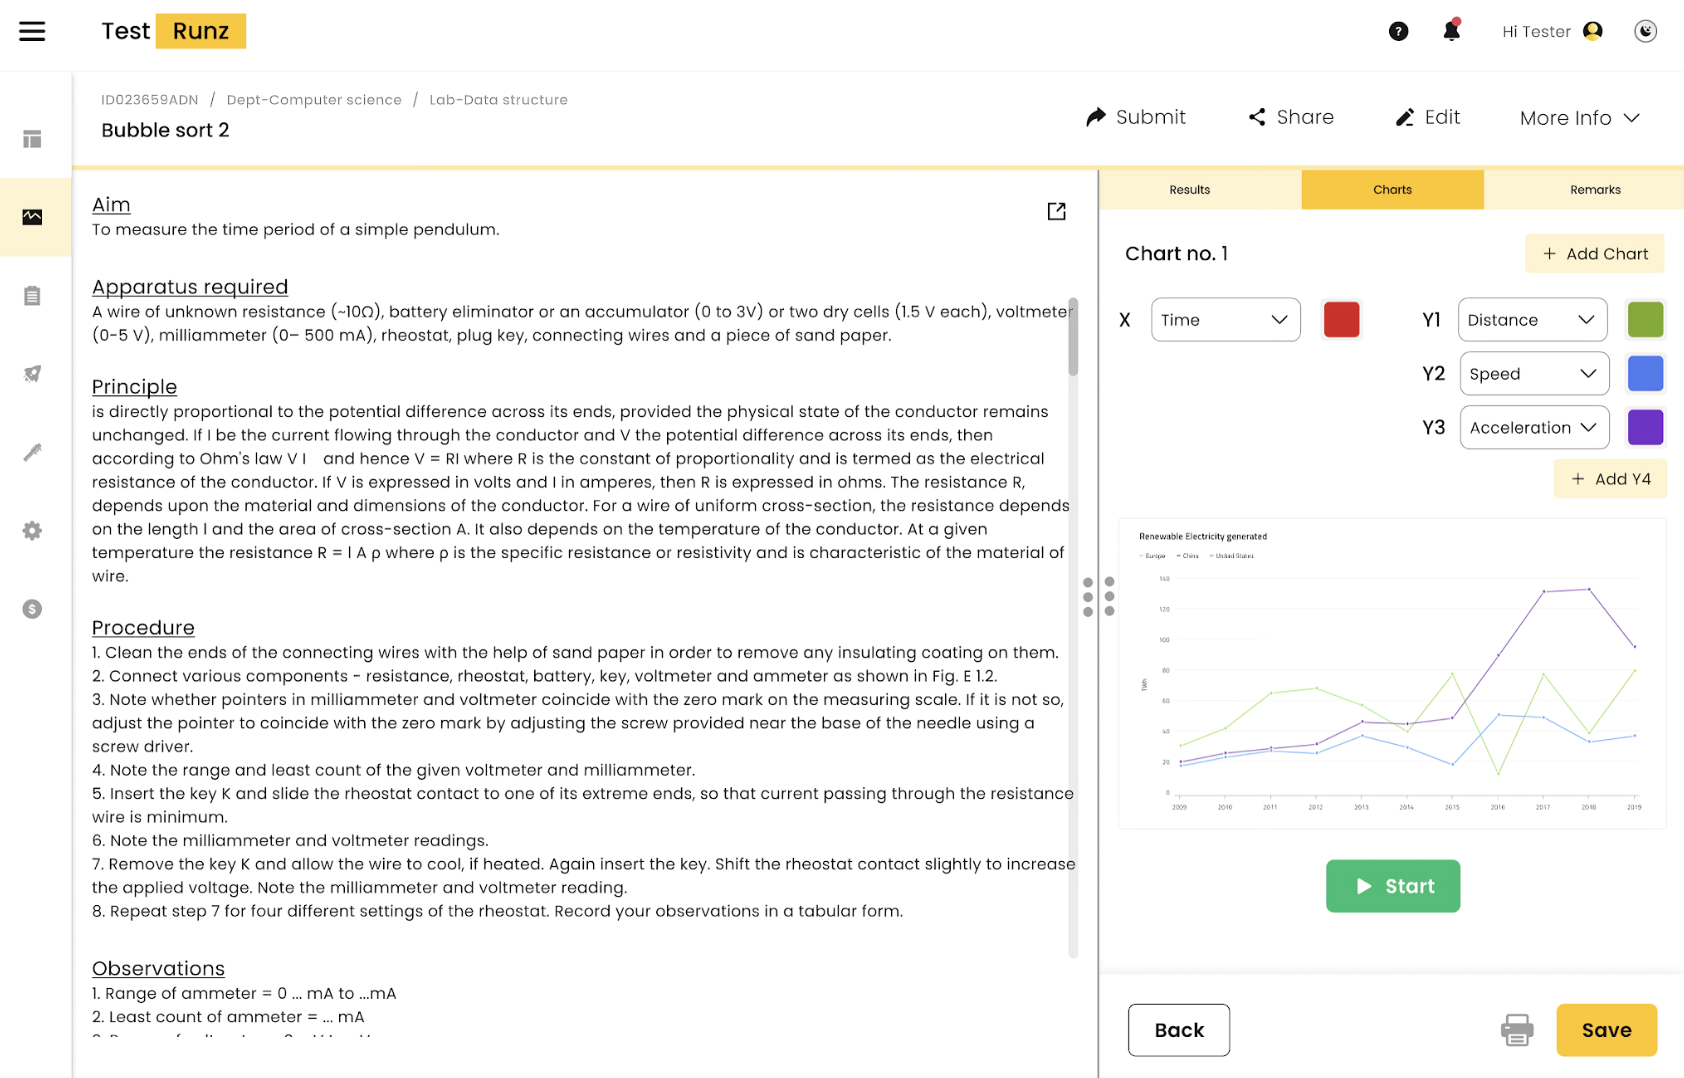 Test Runz
?
Hi Tester
ID023659ADN / Dept-Computer science / Lab-Data structure
Bubble sort 2
Submit
Share
Edit
More Info
Aim
To measure the time period of a simple pendulum.
Apparatus required
A wire of unknown resistance (~10Ω), battery eliminator or an accumulator (0 to 3V) or two dry cells (1.5 V each), voltmeter
(0-5 V), milliammeter (0– 500 mA), rheostat, plug key, connecting wires and a piece of sand paper.
Principle
is directly proportional to the potential difference across its ends, provided the physical state of the conductor remains
unchanged. If I be the current flowing through the conductor and V the potential difference across its ends, then
according to Ohm's law V I and hence V = RI where R is the constant of proportionality and is termed as the electrical
resistance of the conductor. If V is expressed in volts and I in amperes, then R is expressed in ohms. The resistance R,
depends upon the material and dimensions of the conductor. For a wire of uniform cross-section, the resistance depends
on the length l and the area of cross-section A. It also depends on the temperature of the conductor. At a given
temperature the resistance R = l A ρ where ρ is the specific resistance or resistivity and is characteristic of the material of
wire.
Procedure
1. Clean the ends of the connecting wires with the help of sand paper in order to remove any insulating coating on them.
2. Connect various components - resistance, rheostat, battery, key, voltmeter and ammeter as shown in Fig. E 1.2.
3. Note whether pointers in milliammeter and voltmeter coincide with the zero mark on the measuring scale. If it is not so,
adjust the pointer to coincide with the zero mark by adjusting the screw provided near the base of the needle using a
screw driver.
4. Note the range and least count of the given voltmeter and milliammeter.
5. Insert the key K and slide the rheostat contact to one of its extreme ends, so that current passing through the resistance
wire is minimum.
6. Note the milliammeter and voltmeter readings.
7. Remove the key K and allow the wire to cool, if heated. Again insert the key. Shift the rheostat contact slightly to increase
the applied voltage. Note the milliammeter and voltmeter reading.
8. Repeat step 7 for four different settings of the rheostat. Record your observations in a tabular form.
Observations
1. Range of ammeter = 0 ... mA to ...mA
2. Least count of ammeter = ... mA
Results
Charts
Remarks
Chart no. 1
+ Add Chart
X Time
Y1 Distance
Y2 Speed
Y3 Acceleration
+ Add Y4
Renewable Electricity generated
Europe China United States
TWh
140
120
100
80
60
40
20
0
2009 2010 2011 2012 2013 2014 2015 2016 2017 2018 2019
Start
Back
Save
$